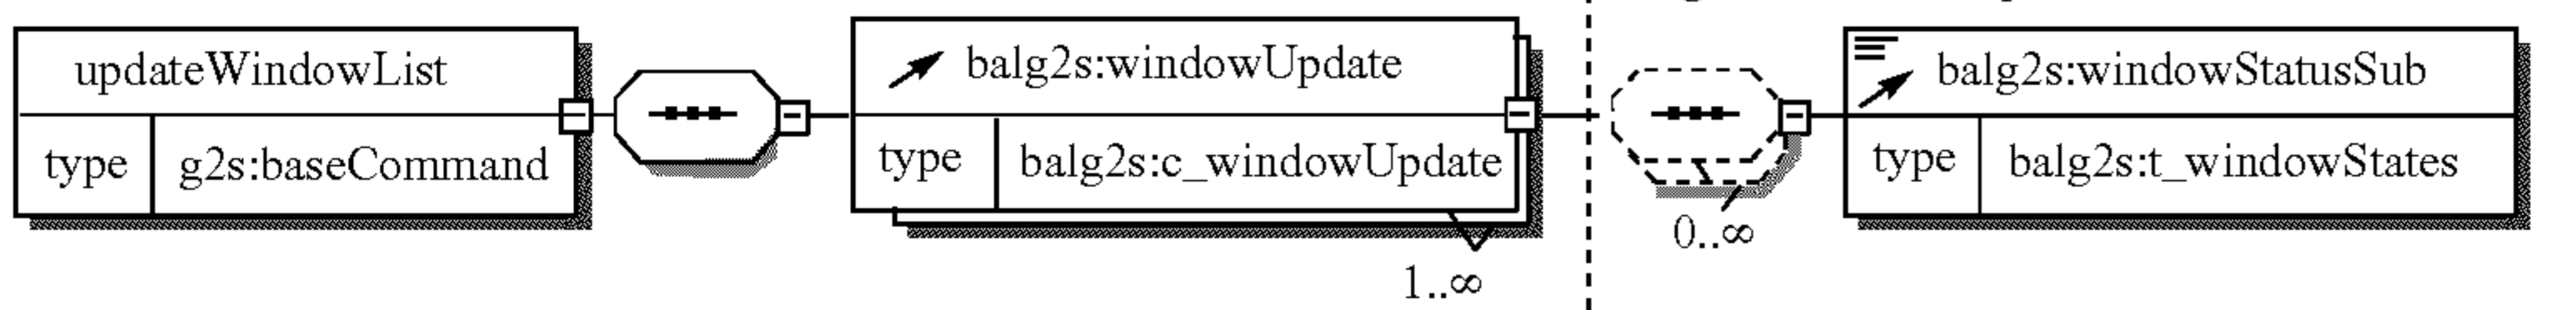 updateWindowList
type g2s:baseCommand
balg2s:windowUpdate
type balg2s:c_windowUpdate
1..∞
0..∞
balg2s:windowStatusSub
type balg2s:t_windowStates